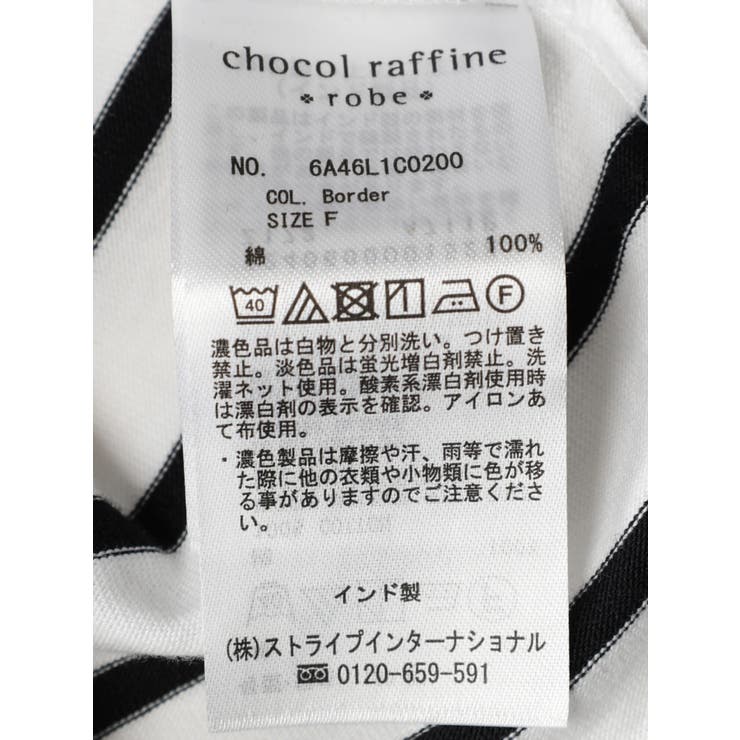 chocol raffine
robe
NO. 6A46L1C0200
COL. Border
SIZE F
綿 100%
40 F
濃色品は白物と分別洗い。つけ置き
禁止。淡色品は蛍光増白剤禁止。洗
濯ネット使用。酸素系漂白剤使用時
は漂白剤の表示を確認。アイロンあ
て布使用。
・濃色製品は摩擦や汗、雨等で濡れ
た際に他の衣類や小物類に色が移
る事がありますのでご注意くださ
い。
インド製
(株)ストライプインターナショナル
0120-659-591